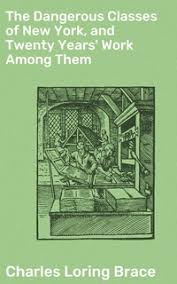 The Dangerous Classes
of New York, and
Twenty Years' Work
Among Them
Charles Loring Brace